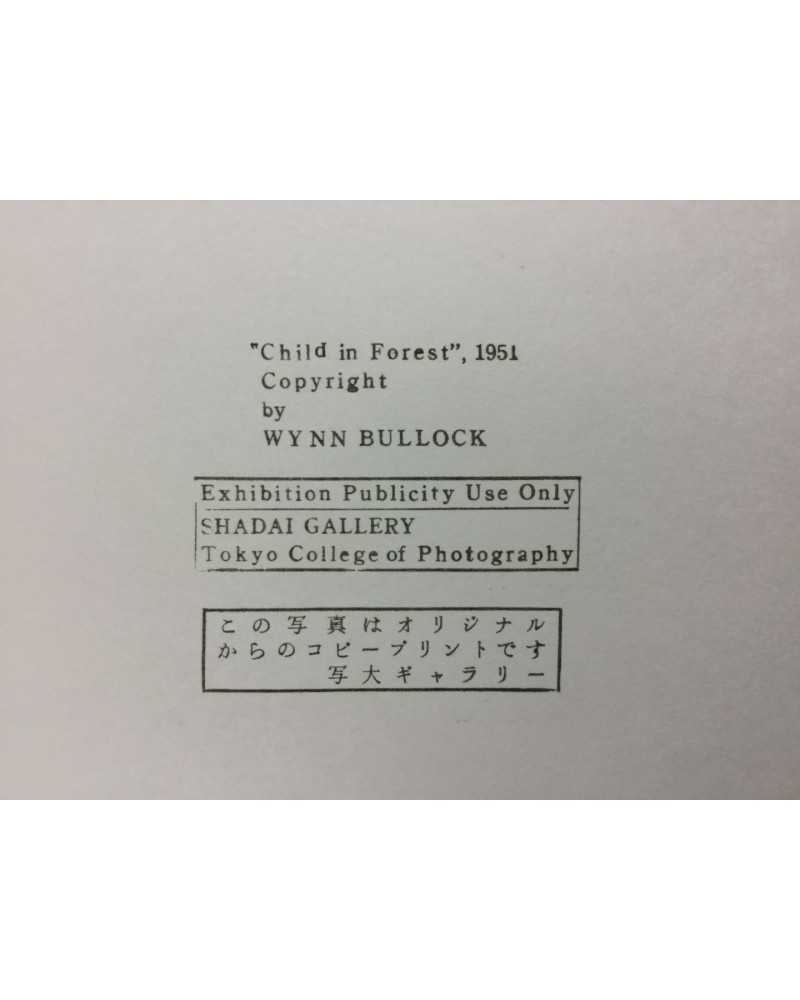 "Child in Forest", 1951
Copyright
by
WYNN BULLOCK
Exhibition Publicity Use Only
SHADAI GALLERY
Tokyo College of Photography
この写真はオリジナル
からのコピープリントです
写大ギャラリー